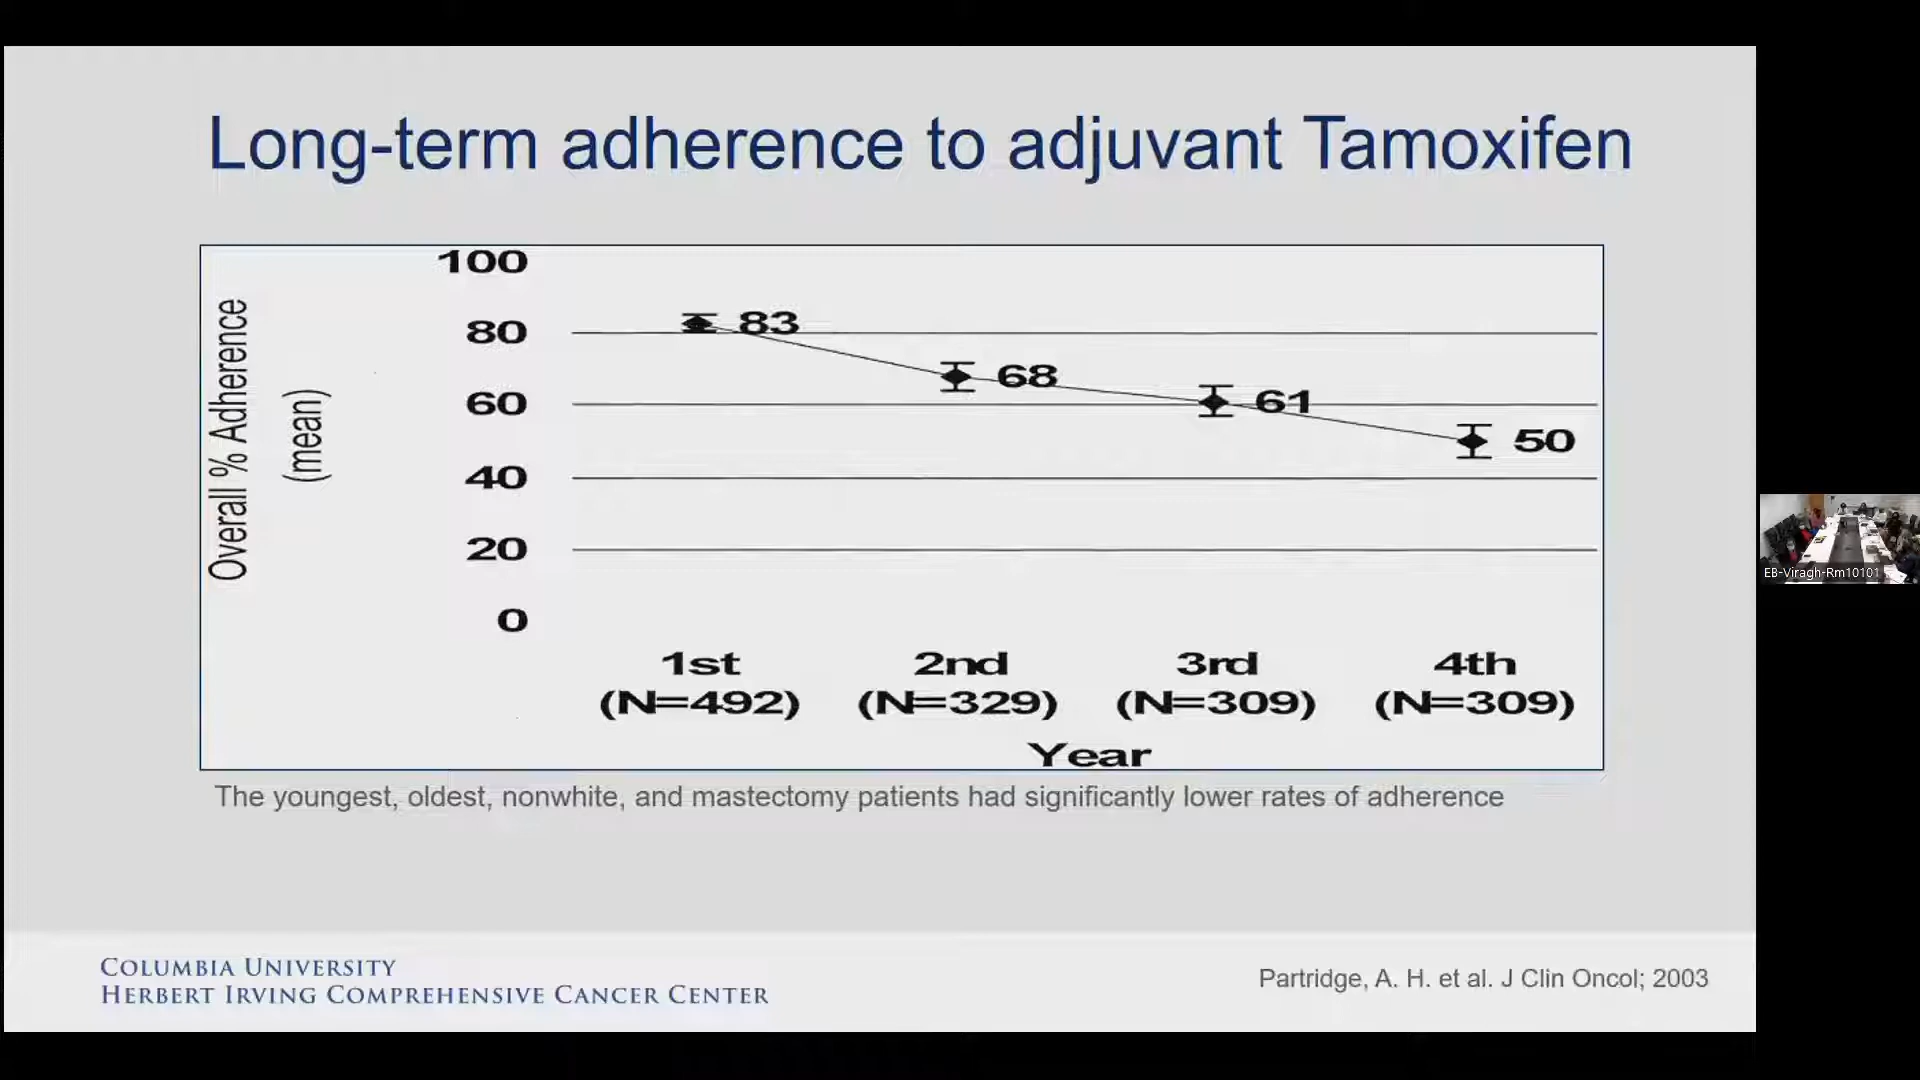 Long-term adherence to adjuvant Tamoxifen
Overall % Adherence
(mean)
100
80
60
40
20
0
83
68
61
50
1st 2nd 3rd 4th
(N=492) (N=329) (N=309) (N=309)
Year
The youngest, oldest, nonwhite, and mastectomy patients had significantly lower rates of adherence
COLUMBIA UNIVERSITY
HERBERT IRVING COMPREHENSIVE CANCER CENTER
Partridge, A. H. et al. J Clin Oncol; 2003
EB-Viragh-Rm10101